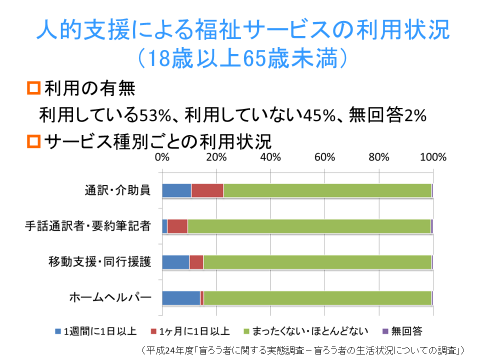 人的支援による福祉サービスの利用状況
（18歳以上65歳未満）
利用の有無
利用している53%、利用していない45%、無回答2%
サービス種別ごとの利用状況
0% 20% 40% 60% 80% 100%
通訳・介助員
手話通訳者・要約筆記者
移動支援・同行援護
ホームヘルパー
1週間に1日以上 1ヶ月に1日以上 まったくない・ほとんどない 無回答
（平成24年度「盲ろう者に関する実態調査－盲ろう者の生活状況についての調査」）